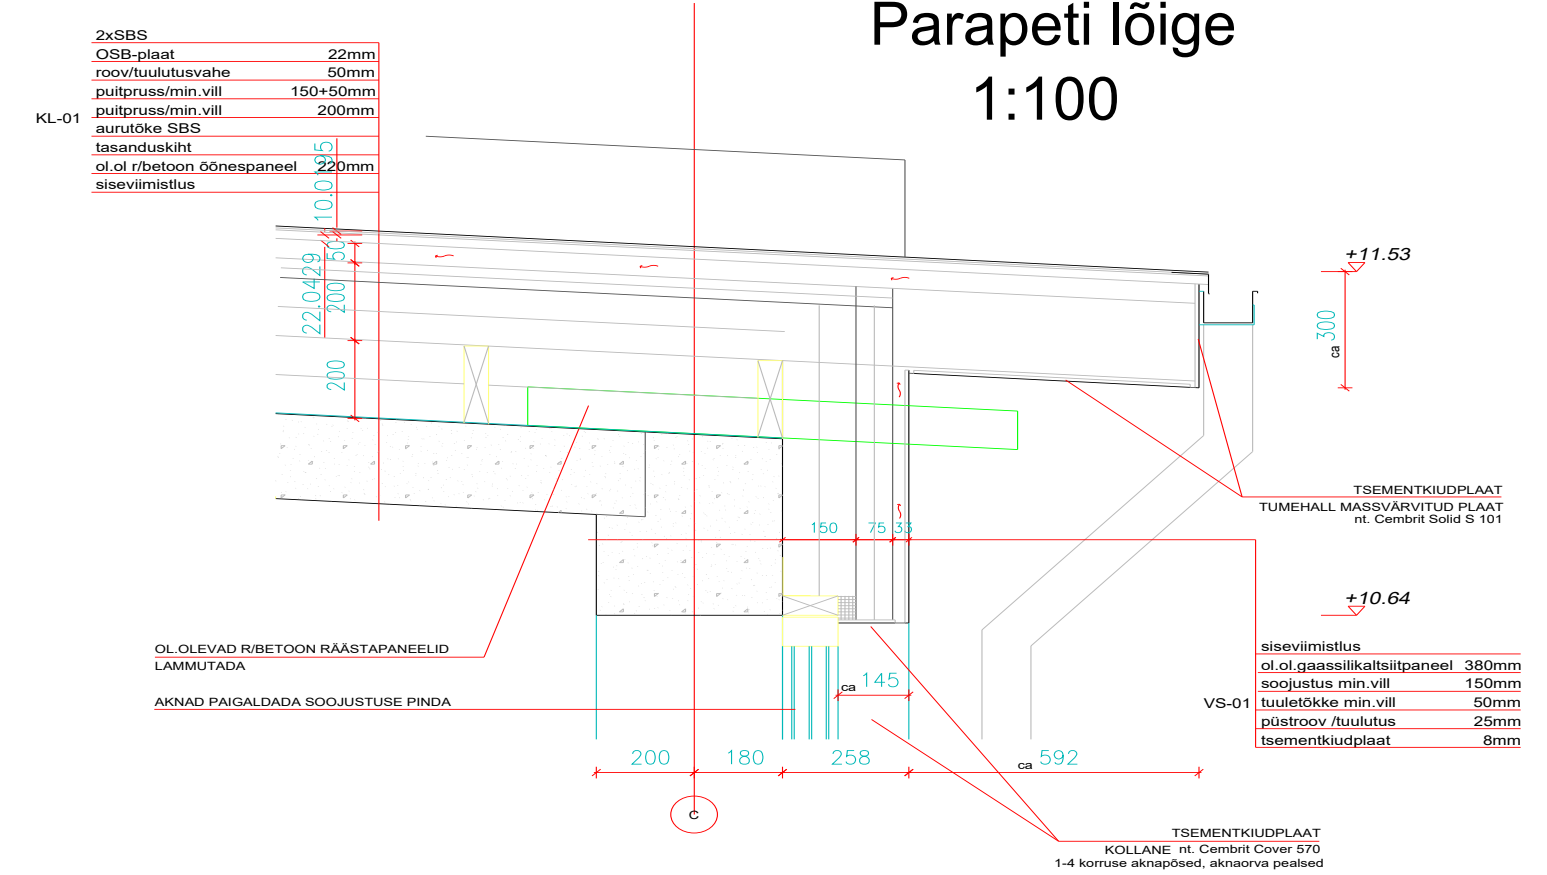 Parapeti lõige
1:100
2xSBS
OSB-plaat 22mm
roov/tuulutusvahe 50mm
puitpruss/min.vill 150+50mm
puitpruss/min.vill 200mm
KL-01
aurutõke SBS
tasanduskiht
ol.ol r/betoon õõnespaneel 220mm
siseviimistlus
10.0195
50
22.0429
200
200
+11.53
ca 300
TSEMENTKIUDPLAAT
TUMEHALL MASSVÄRVITUD PLAAT
nt. Cembrit Solid S 101
150 75 33
+10.64
OL.OLEVAD R/BETOON RÄÄSTAPANEELID
LAMMUTADA
AKNAD PAIGALDADA SOOJUSTUSE PINDA
ca 145
siseviimistlus
ol.ol.gaassilikaltsiitpaneel 380mm
soojustus min.vill 150mm
VS-01
tuuletõkke min.vill 50mm
püstroov /tuulutus 25mm
tsementkiudplaat 8mm
200 180 258 ca 592
C
TSEMENTKIUDPLAAT
KOLLANE nt. Cembrit Cover 570
1-4 korruse aknapõsed, aknaorva pealsed